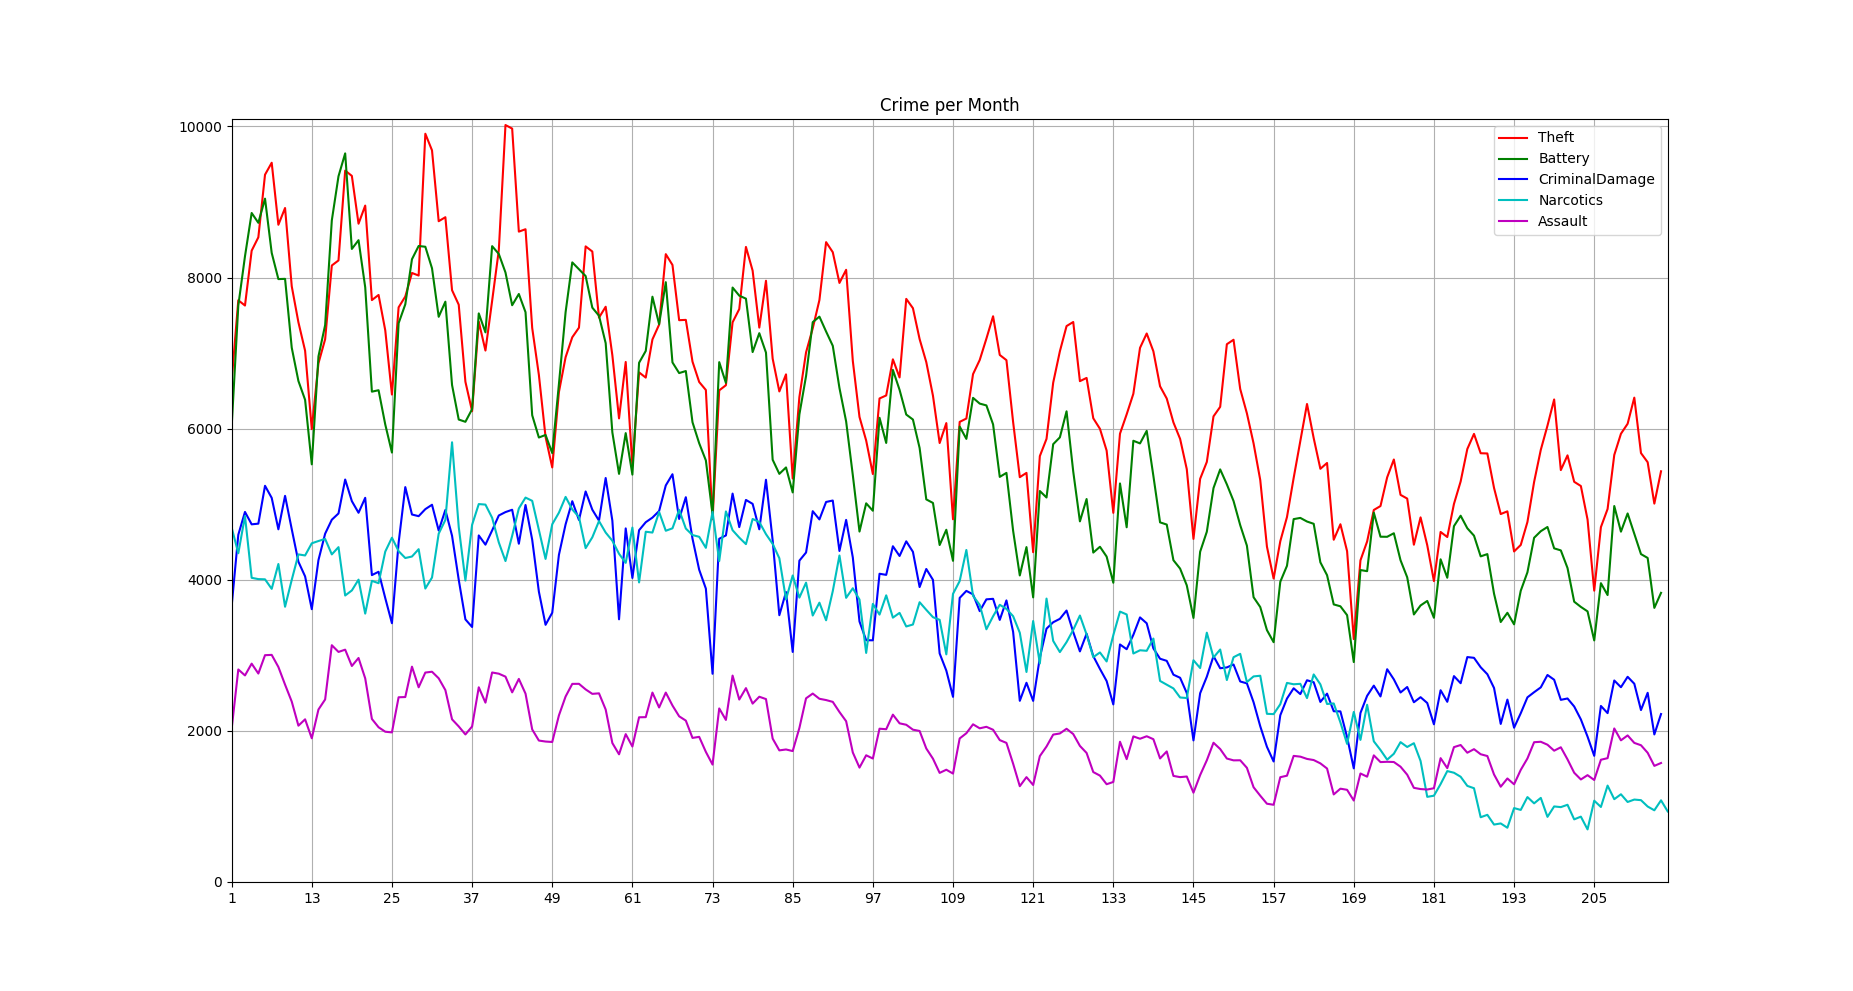 Crime per Month
10000
8000
6000
4000
2000
0
Theft
Battery
CriminalDamage
Narcotics
Assault
1 13 25 37 49 61 73 85 97 109 121 133 145 157 169 181 193 205